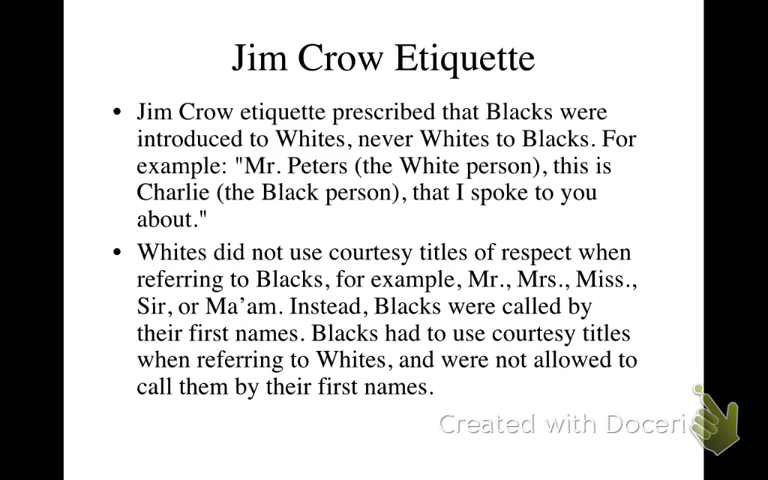 Jim Crow Etiquette
• Jim Crow etiquette prescribed that Blacks were
introduced to Whites, never Whites to Blacks. For
example: "Mr. Peters (the White person), this is
Charlie (the Black person), that I spoke to you
about."
• Whites did not use courtesy titles of respect when
referring to Blacks, for example, Mr., Mrs., Miss.,
Sir, or Ma’am. Instead, Blacks were called by
their first names. Blacks had to use courtesy titles
when referring to Whites, and were not allowed to
call them by their first names.
Created with Doceri